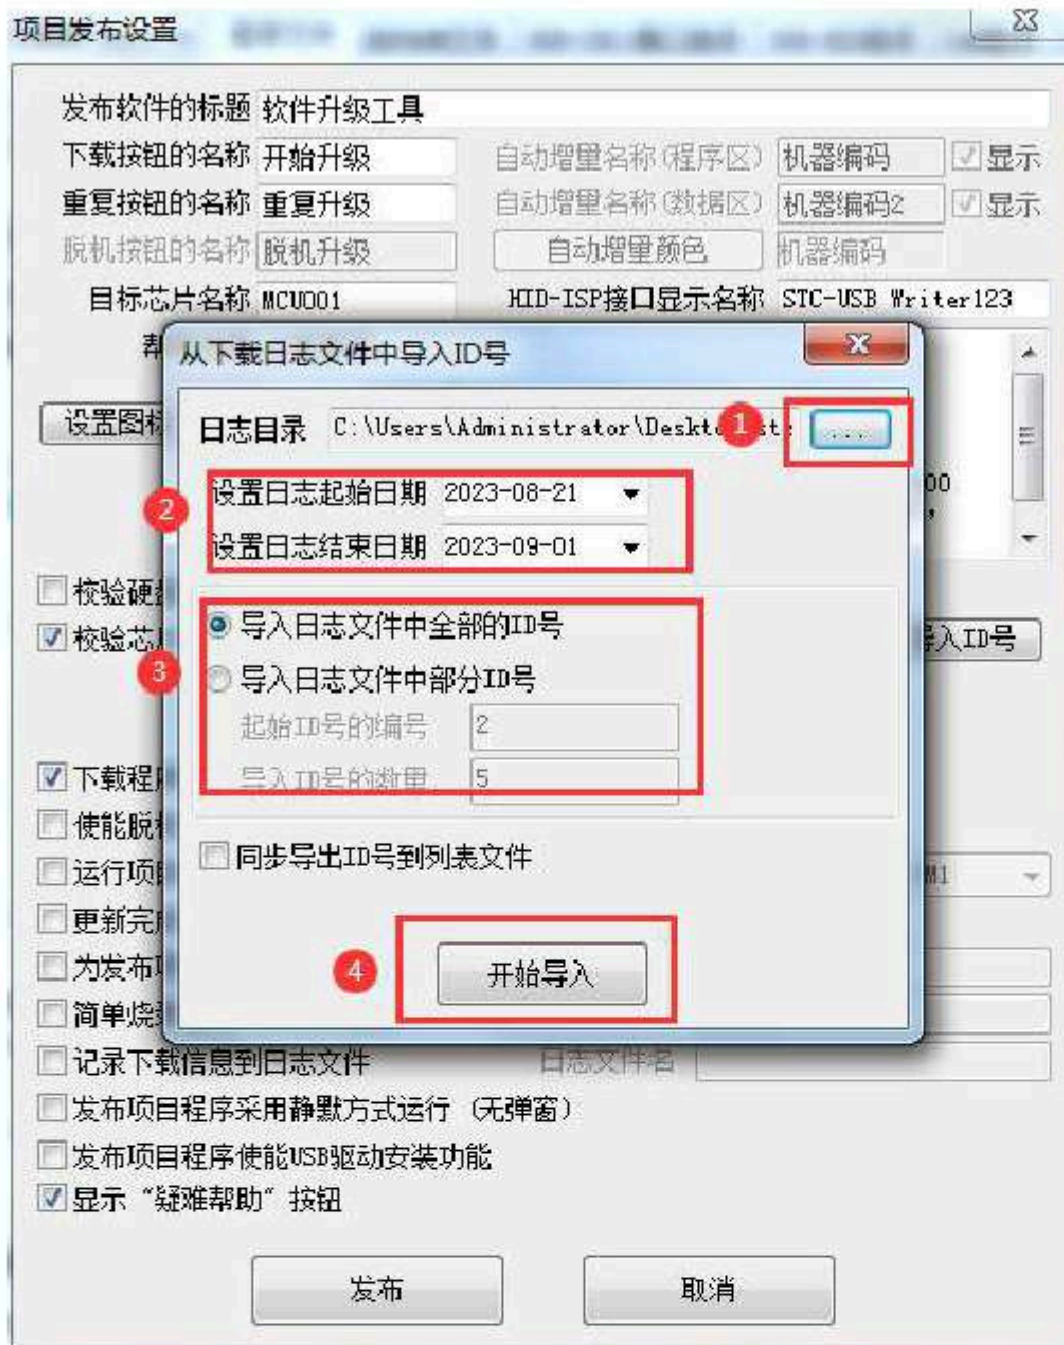 项目发布设置
发布软件的标题 软件升级工具
下载按钮的名称 开始升级 自动增量名称(程序区) 机器编码 显示
重复按钮的名称 重复升级 自动增量名称(数据区) 机器编码2 显示
脱机按钮的名称 脱机升级 自动增量颜色 机器编码
目标芯片名称 MCU001 HID-ISP接口显示名称 STC-USB Writer123
帮
从下载日志文件中导入ID号
设置图标
日志目录 C:\Users\Administrator\Deskto 1 ...
00
2
设置日志起始日期 2023-08-21
设置日志结束日期 2023-09-01
校验硬盘
校验芯片
入ID号
3
导入日志文件中全部的ID号
导入日志文件中部分ID号
起始ID号的编号 2
导入ID号的数量 5
下载程序
使能脱机
同步导出ID号到列表文件
运行项目
M1
更新完成
4
开始导入
为发布项
简单烧录
记录下载信息到日志文件 日志文件名
发布项目程序采用静默方式运行 (无弹窗)
发布项目程序使能USB驱动安装功能
显示“疑难帮助”按钮
发布 取消